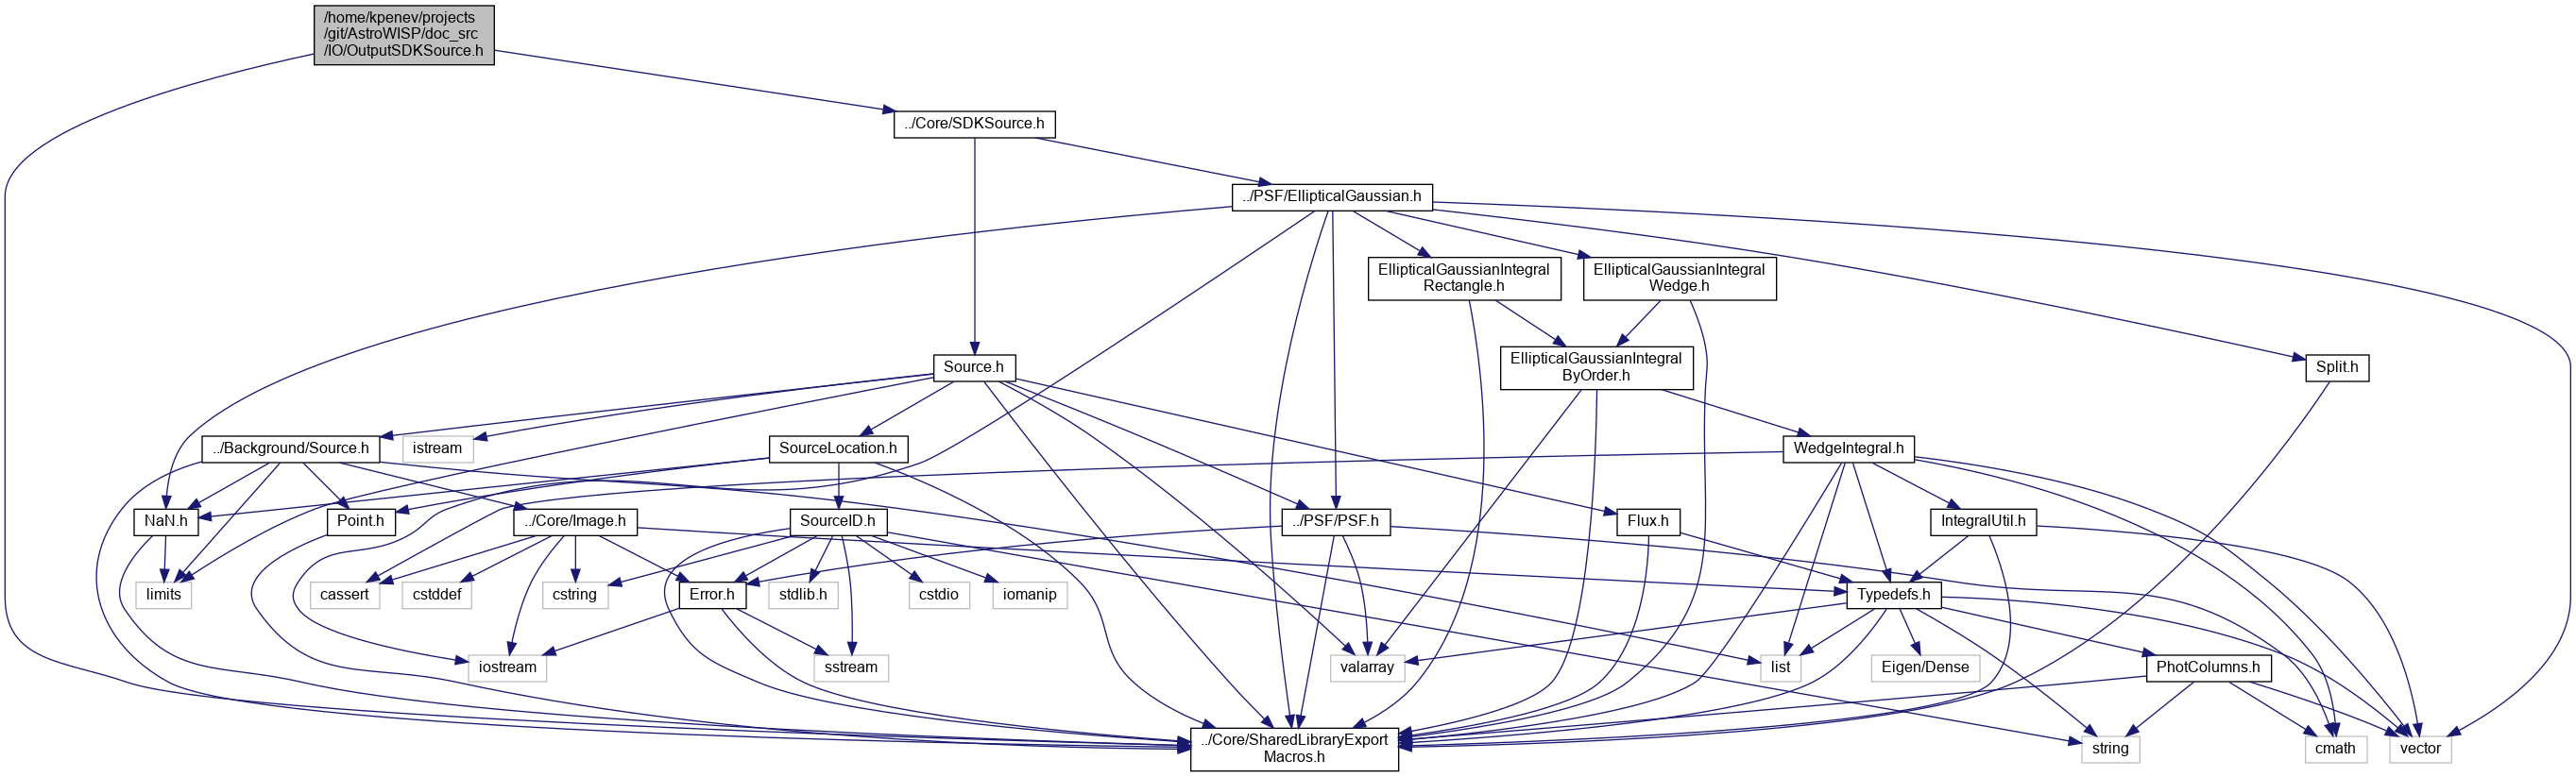 /home/kpenev/projects
/git/AstroWISP/doc_src
/IO/OutputSDKSource.h
../Core/SDKSource.h
../PSF/EllipticalGaussian.h
EllipticalGaussianIntegral
Rectangle.h
EllipticalGaussianIntegral
Wedge.h
Source.h
EllipticalGaussianIntegral
ByOrder.h
Split.h
../Background/Source.h
istream
SourceLocation.h
WedgeIntegral.h
NaN.h
Point.h
../Core/Image.h
SourceID.h
../PSF/PSF.h
Flux.h
IntegralUtil.h
limits
cassert
cstddef
cstring
Error.h
stdlib.h
cstdio
iomanip
Typedefs.h
iostream
sstream
valarray
list
Eigen/Dense
PhotColumns.h
../Core/SharedLibraryExport
Macros.h
string
cmath
vector